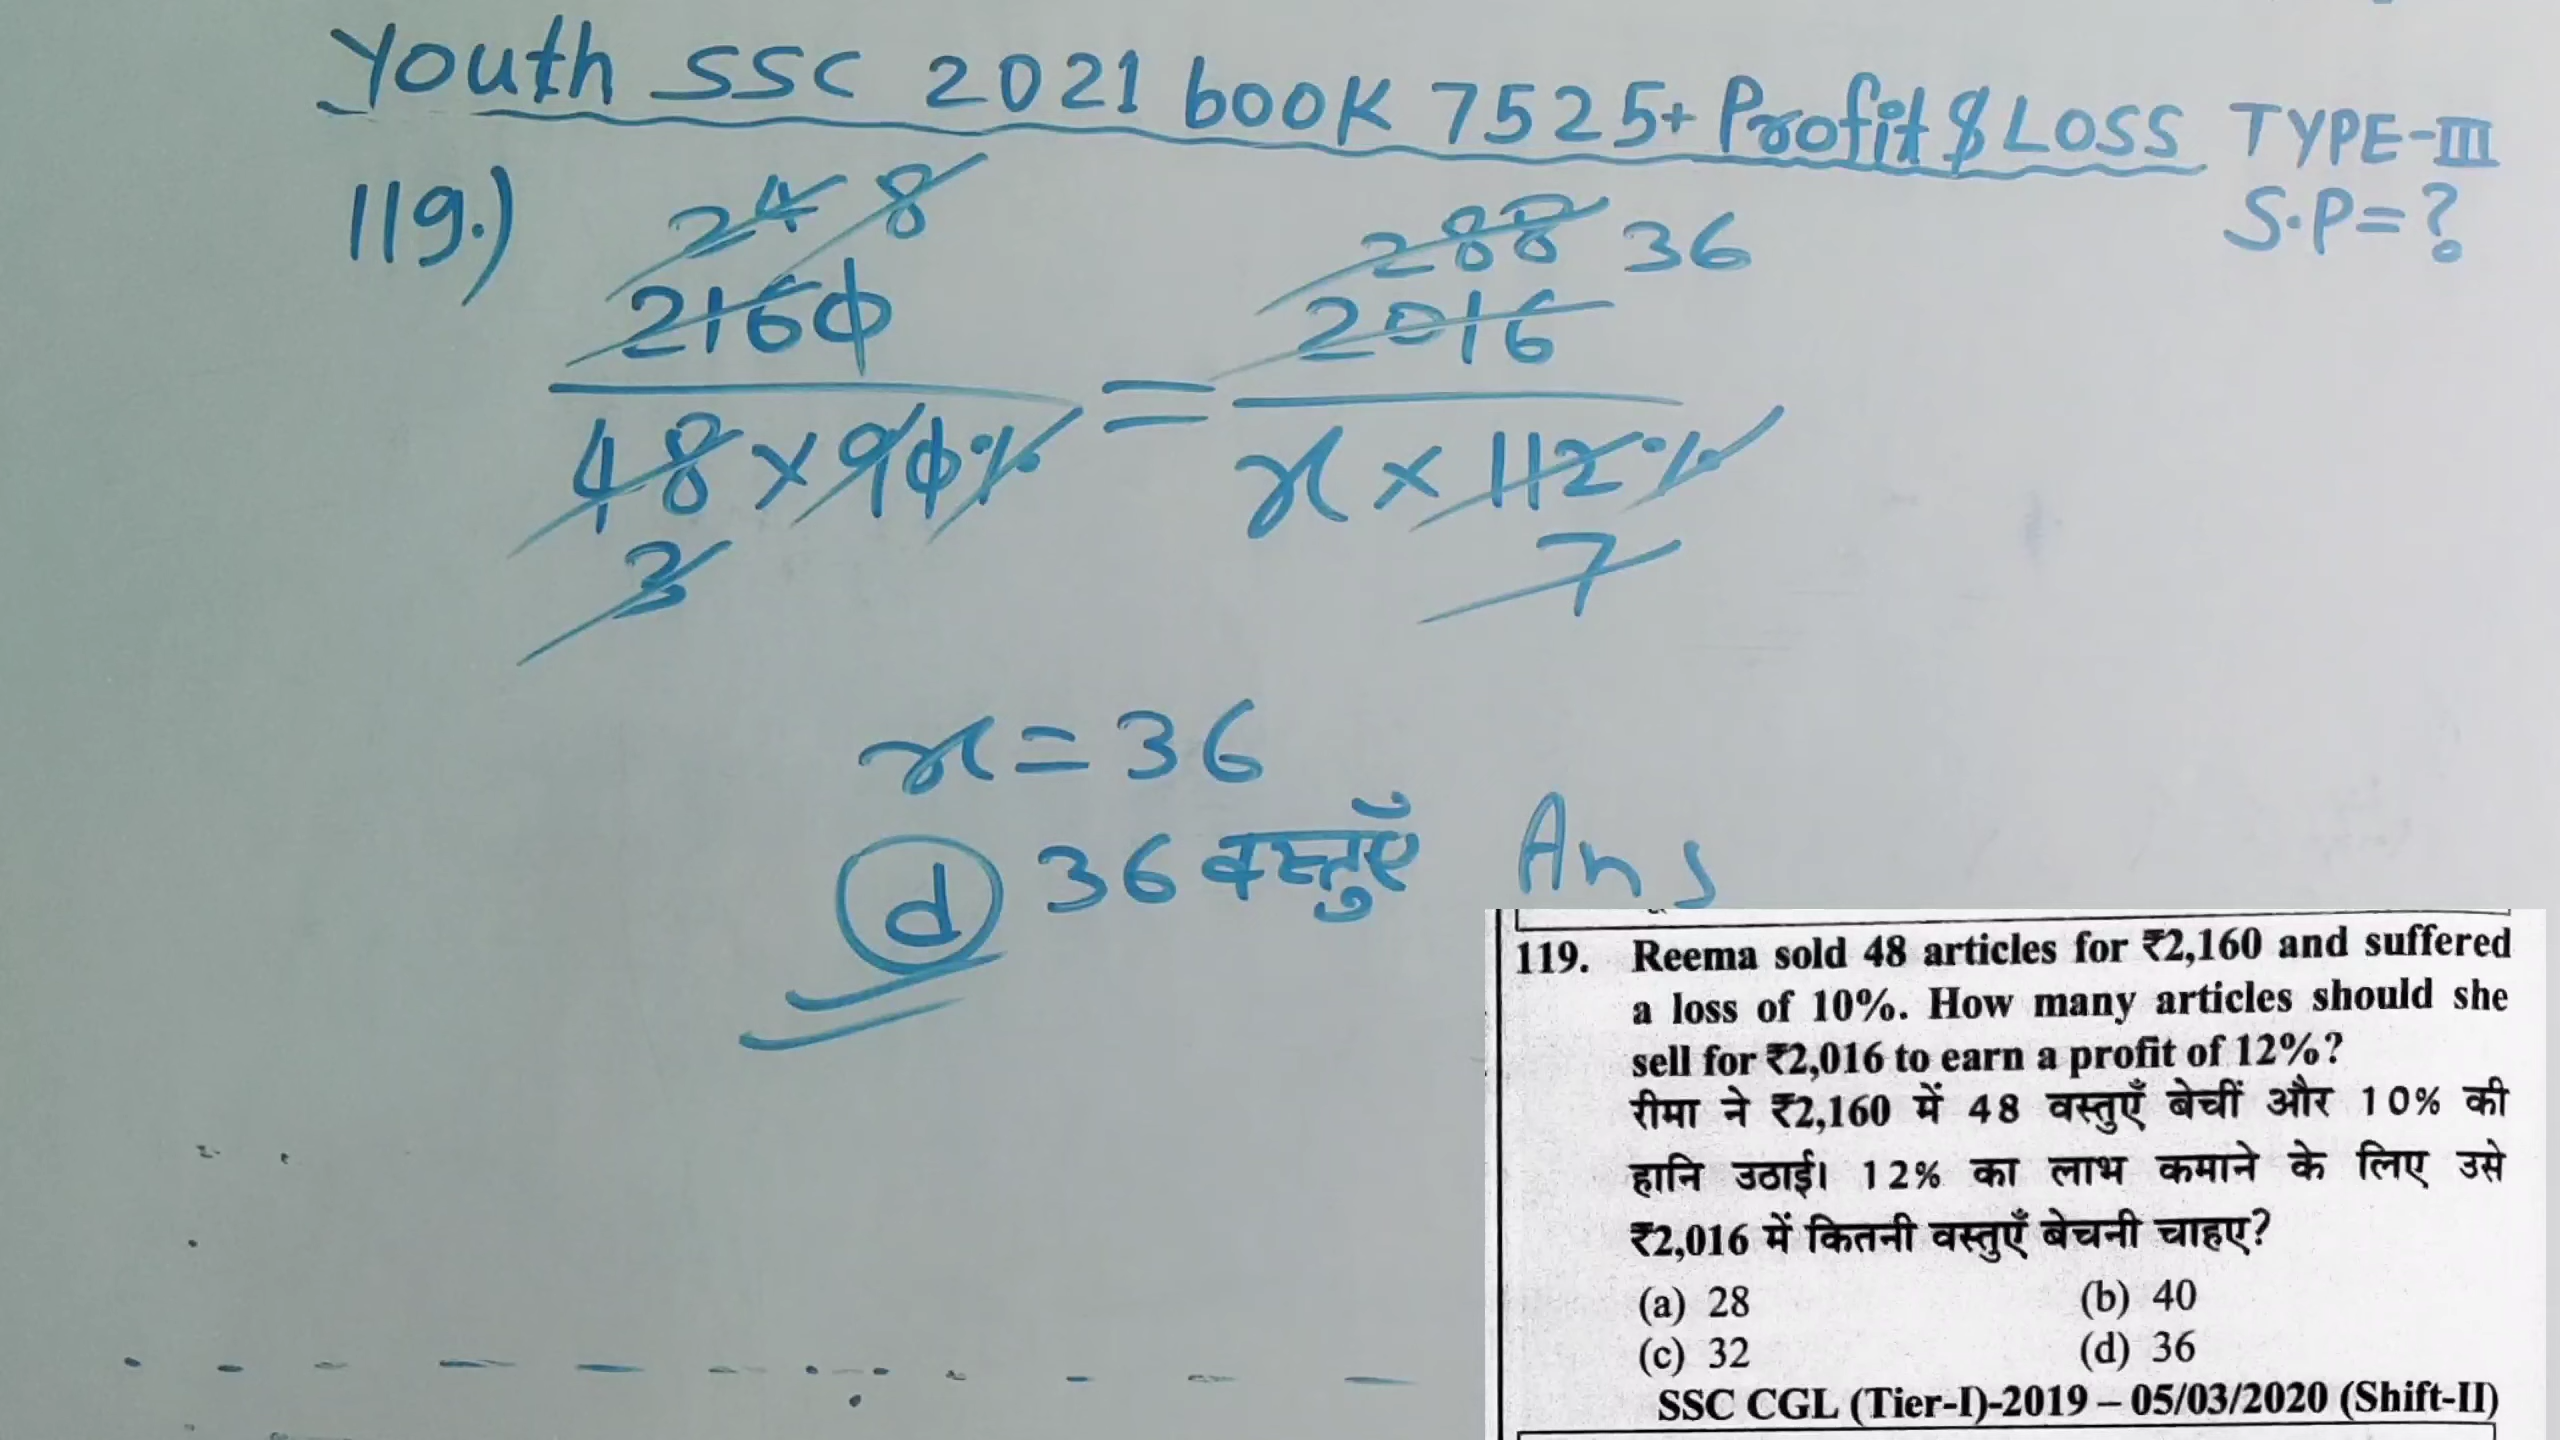 Youth SSC 2021 book 7525+ Profit & LOSS TYPE-III
S.P=?
119.)
24 8
2160
48 x 90%
3
=
288 36
2016
x × 112%
7
x = 36
(d) 36 वस्तुएँ Ans
119. Reema sold 48 articles for ₹2,160 and suffered
a loss of 10%. How many articles should she
sell for ₹2,016 to earn a profit of 12%?
रीमा ने ₹2,160 में 48 वस्तुएँ बेचीं और 10% की
हानि उठाई। 12% का लाभ कमाने के लिए उसे
₹2,016 में कितनी वस्तुएँ बेचनी चाहए?
(a) 28 (b) 40
(c) 32 (d) 36
SSC CGL (Tier-I)-2019 – 05/03/2020 (Shift-II)